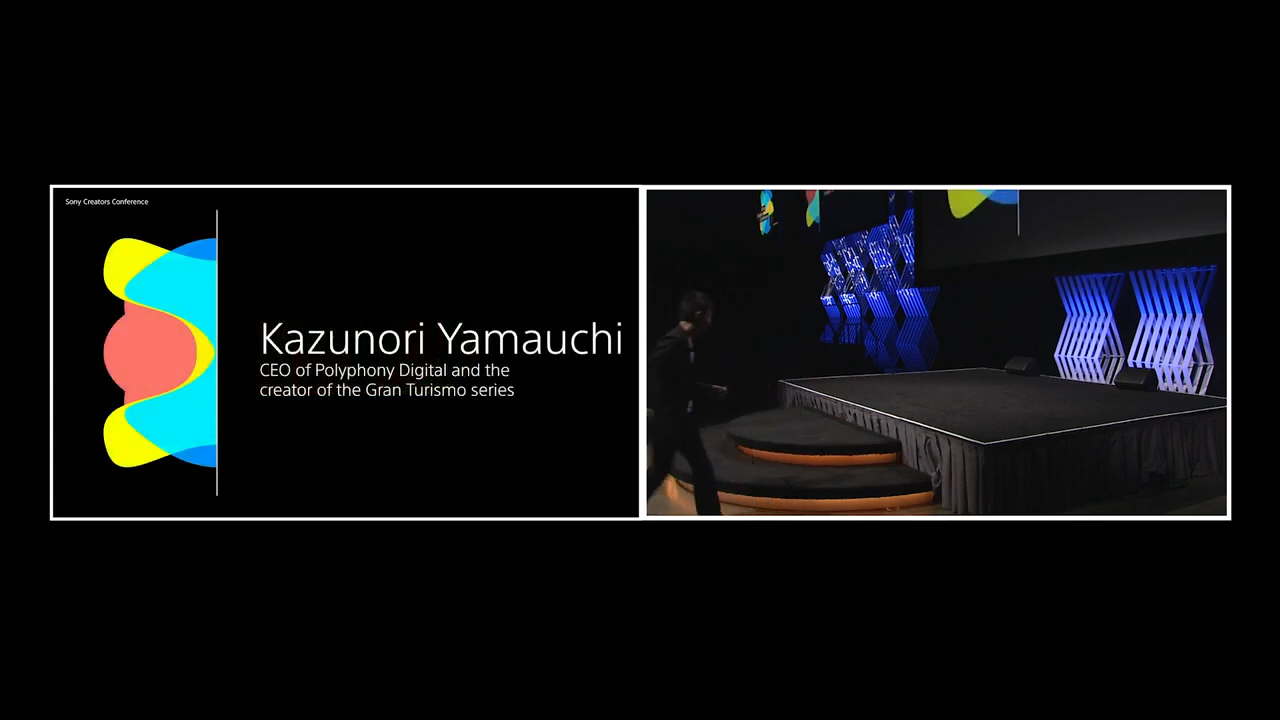 Sony Creators Conference
Kazunori Yamauchi
CEO of Polyphony Digital and the
creator of the Gran Turismo series